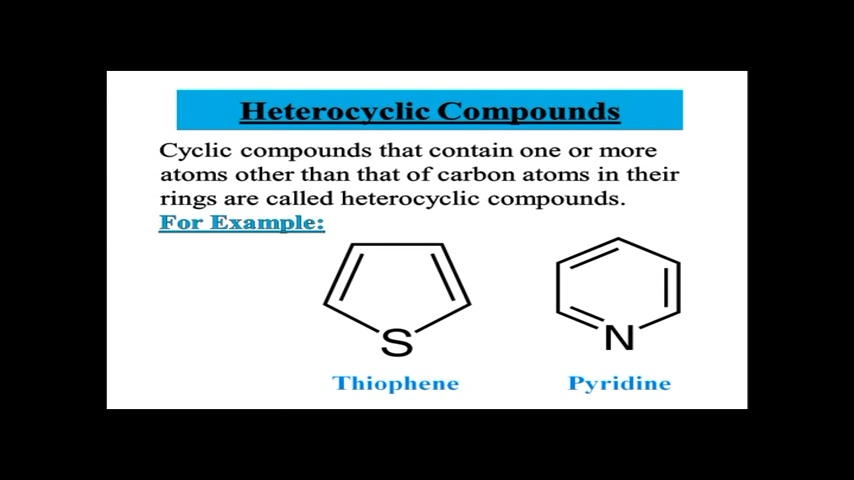 Heterocyclic Compounds
Cyclic compounds that contain one or more
atoms other than that of carbon atoms in their
rings are called heterocyclic compounds.
For Example:
S
N
Thiophene
Pyridine